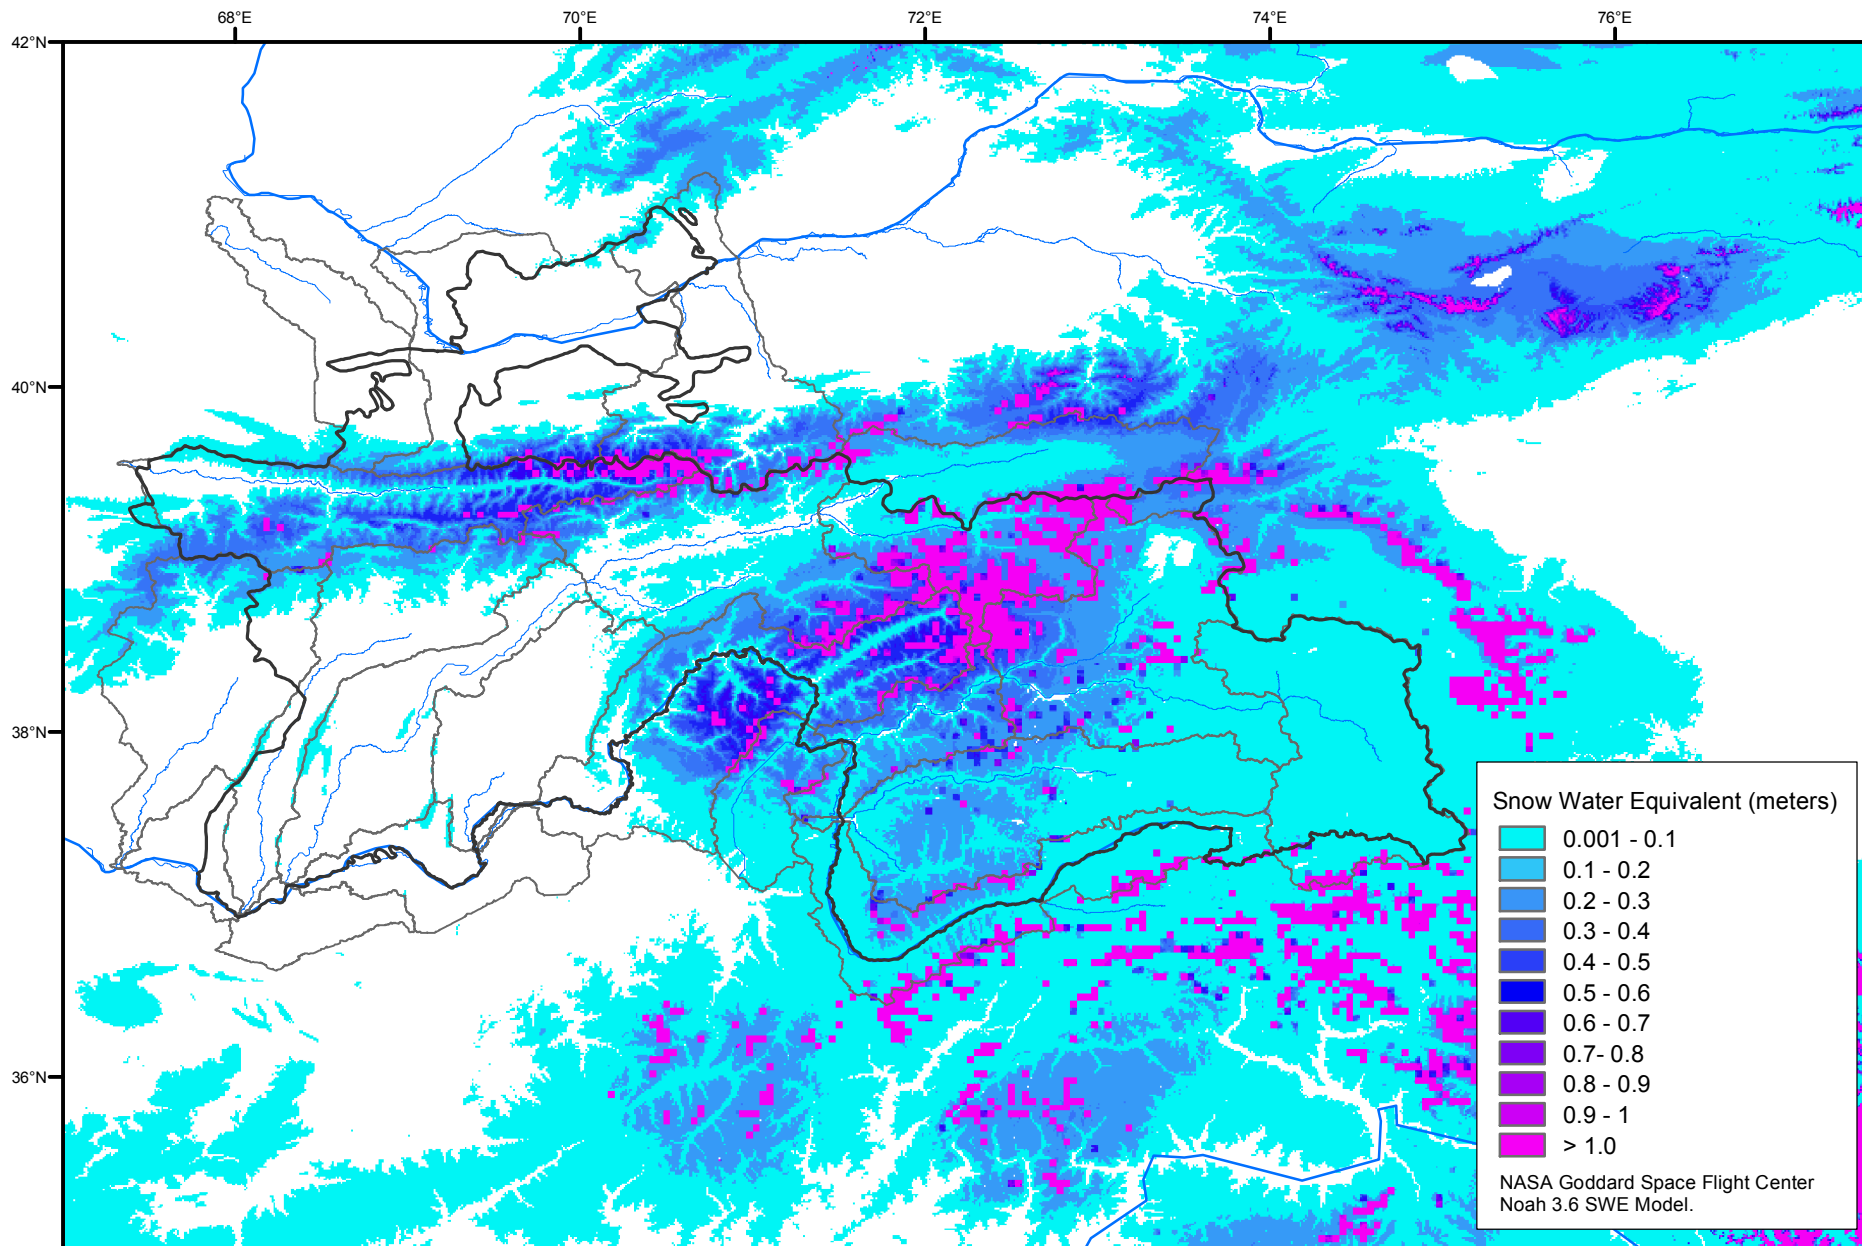 68°E 70°E 72°E 74°E 76°E
42°N
40°N
38°N
36°N
Snow Water Equivalent (meters)
0.001 - 0.1
0.1 - 0.2
0.2 - 0.3
0.3 - 0.4
0.4 - 0.5
0.5 - 0.6
0.6 - 0.7
0.7- 0.8
0.8 - 0.9
0.9 - 1
> 1.0
NASA Goddard Space Flight Center
Noah 3.6 SWE Model.